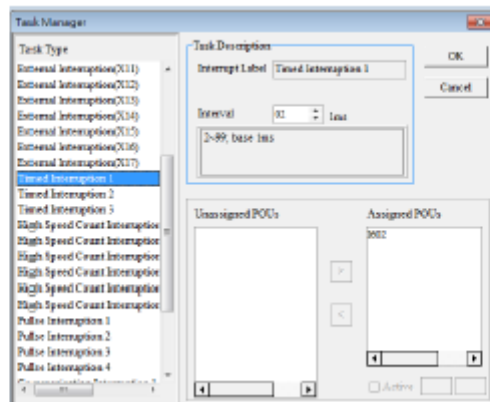 Task Manager
Task Type
External Interruption(X11)
External Interruption(X12)
External Interruption(X13)
External Interruption(X14)
External Interruption(X15)
External Interruption(X16)
External Interruption(X17)
Timed Interruption 1
Timed Interruption 2
Timed Interruption 3
High Speed Count Interruption
High Speed Count Interruption
High Speed Count Interruption
High Speed Count Interruption
High Speed Count Interruption
High Speed Count Interruption
Pulse Interruption 1
Pulse Interruption 2
Pulse Interruption 3
Pulse Interruption 4
Task Description
Interrupt Label Timed Interruption 1
Interval 02 1ms
2~99; base 1ms
OK
Cancel
Unassigned POUs
Assigned POUs
I602
>
<
Active